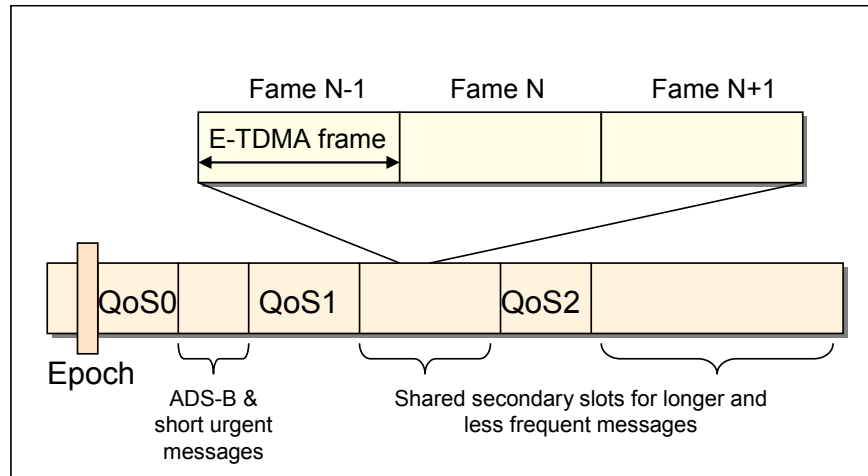 Fame N-1 Fame N Fame N+1
E-TDMA frame
QoS0 QoS1 QoS2
Epoch
ADS-B &
short urgent
messages
Shared secondary slots for longer and
less frequent messages